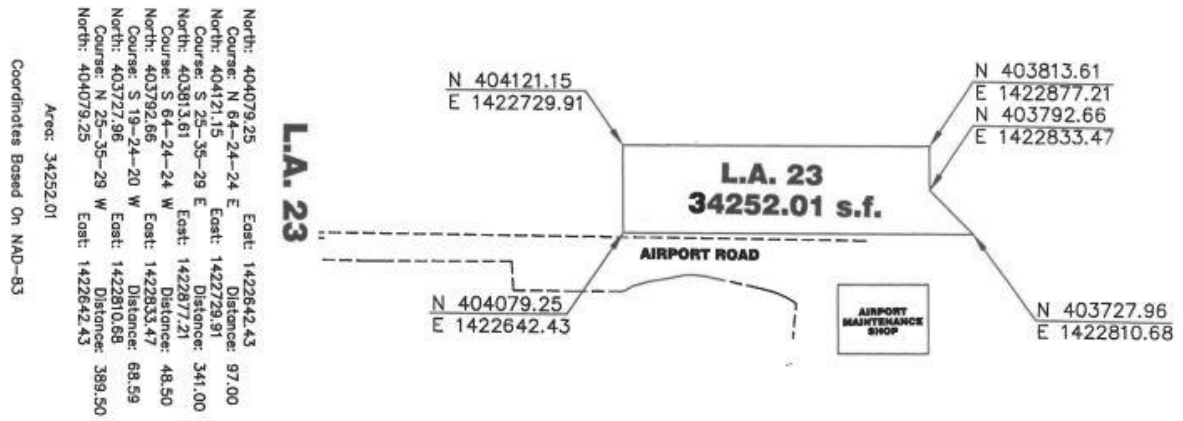 North: 404079.25 East: 1422642.43
Course: N 64-24-24 E Distance: 97.00
North: 404121.15 East: 1422729.91
Course: S 25-35-29 E Distance: 341.00
North: 403813.61 East: 1422877.21
Course: S 64-24-24 W Distance: 48.50
North: 403792.66 East: 1422833.47
Course: S 19-24-20 W Distance: 68.59
North: 403727.96 East: 1422810.68
Course: N 25-35-29 W Distance: 389.50
North: 404079.25 East: 1422642.43
Area: 34252.01
Coordinates Based On NAD-83
L.A. 23
N 404121.15
E 1422729.91
N 403813.61
E 1422877.21
N 403792.66
E 1422833.47
L.A. 23
34252.01 s.f.
AIRPORT ROAD
N 404079.25
E 1422642.43
AIRPORT
MAINTENANCE
SHOP
N 403727.96
E 1422810.68